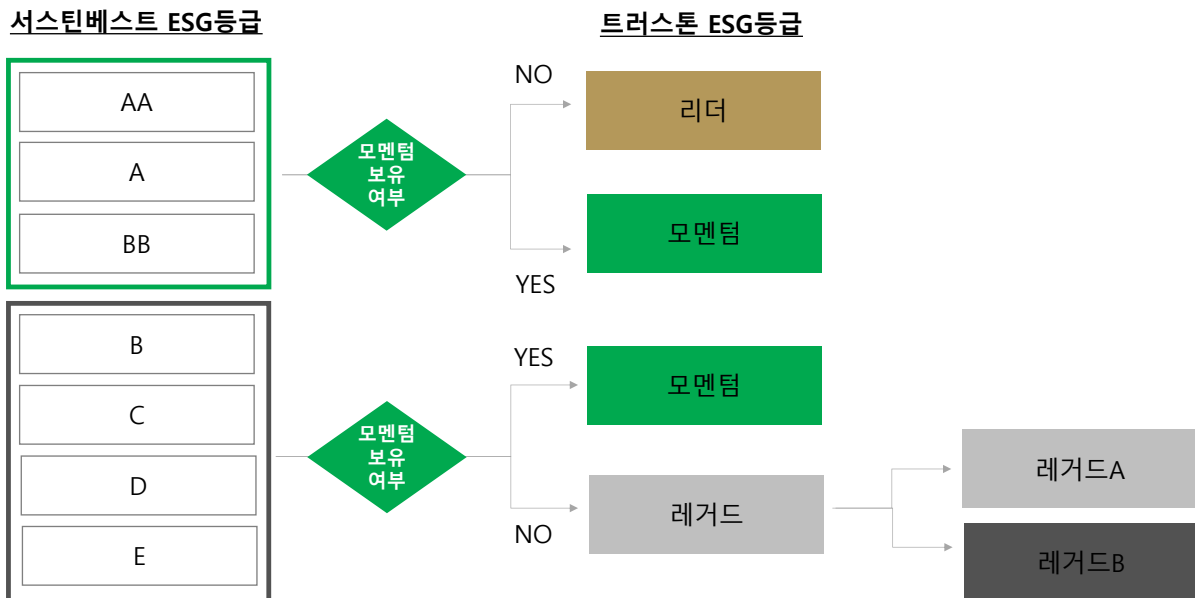 서스틴베스트 ESG등급
트러스톤 ESG등급
AA
A
BB
모멘텀
보유
여부
NO
리더
모멘텀
YES
B
C
D
E
모멘텀
보유
여부
YES
모멘텀
레거드
NO
레거드A
레거드B